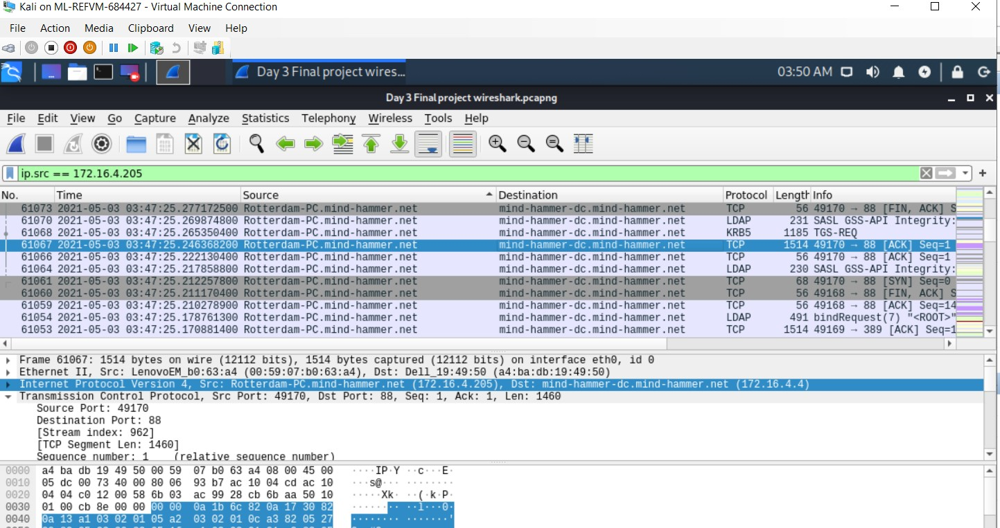 Kali on ML-REFVM-684427 - Virtual Machine Connection
File Action Media Clipboard View Help
Day 3 Final project wires... 03:50 AM
Day 3 Final project wireshark.pcapng
File Edit View Go Capture Analyze Statistics Telephony Wireless Tools Help
ip.src == 172.16.4.205
No. Time Source Destination Protocol Length Info
61073 2021-05-03 03:47:25.277172500 Rotterdam-PC.mind-hammer.net mind-hammer-dc.mind-hammer.net TCP 56 49170 → 88 [FIN, ACK] S
61070 2021-05-03 03:47:25.269874800 Rotterdam-PC.mind-hammer.net mind-hammer-dc.mind-hammer.net LDAP 231 SASL GSS-API Integrity:
61068 2021-05-03 03:47:25.265350400 Rotterdam-PC.mind-hammer.net mind-hammer-dc.mind-hammer.net KRB5 1185 TGS-REQ
61067 2021-05-03 03:47:25.246368200 Rotterdam-PC.mind-hammer.net mind-hammer-dc.mind-hammer.net TCP 1514 49170 → 88 [ACK] Seq=1
61066 2021-05-03 03:47:25.222130400 Rotterdam-PC.mind-hammer.net mind-hammer-dc.mind-hammer.net TCP 56 49170 → 88 [ACK] Seq=1
61064 2021-05-03 03:47:25.217858800 Rotterdam-PC.mind-hammer.net mind-hammer-dc.mind-hammer.net LDAP 230 SASL GSS-API Integrity:
61061 2021-05-03 03:47:25.212257800 Rotterdam-PC.mind-hammer.net mind-hammer-dc.mind-hammer.net TCP 68 49170 → 88 [SYN] Seq=0
61060 2021-05-03 03:47:25.211170400 Rotterdam-PC.mind-hammer.net mind-hammer-dc.mind-hammer.net TCP 56 49168 → 88 [FIN, ACK] S
61059 2021-05-03 03:47:25.210278900 Rotterdam-PC.mind-hammer.net mind-hammer-dc.mind-hammer.net TCP 56 49168 → 88 [ACK] Seq=14
61054 2021-05-03 03:47:25.178761300 Rotterdam-PC.mind-hammer.net mind-hammer-dc.mind-hammer.net LDAP 491 bindRequest(7) "<ROOT>"
61053 2021-05-03 03:47:25.170881400 Rotterdam-PC.mind-hammer.net mind-hammer-dc.mind-hammer.net TCP 1514 49169 → 389 [ACK] Seq=1
Frame 61067: 1514 bytes on wire (12112 bits), 1514 bytes captured (12112 bits) on interface eth0, id 0
Ethernet II, Src: LenovoEM_b0:63:a4 (00:59:07:b0:63:a4), Dst: Dell_19:49:50 (a4:ba:db:19:49:50)
Internet Protocol Version 4, Src: Rotterdam-PC.mind-hammer.net (172.16.4.205), Dst: mind-hammer-dc.mind-hammer.net (172.16.4.4)
Transmission Control Protocol, Src Port: 49170, Dst Port: 88, Seq: 1, Ack: 1, Len: 1460
Source Port: 49170
Destination Port: 88
[Stream index: 962]
[TCP Segment Len: 1460]
Sequence number: 1 (relative sequence number)
0000 a4 ba db 19 49 50 00 59 07 b0 63 a4 08 00 45 00 ····IP·Y ··c···E·
0010 05 dc 00 73 40 00 80 06 93 b7 ac 10 04 cd ac 10 ···s@··· ········
0020 04 04 c0 12 00 58 6b 03 ac 99 28 cb 6b aa 50 10 ·····Xk· ··(·k·P·
0030 01 00 cb 8e 00 00 00 00 0a 1b 6c 82 0a 17 30 82 ········ ··l···0·
0040 0a 13 a1 03 02 01 05 a2 03 02 01 0c a3 82 05 27 ········ ·······'